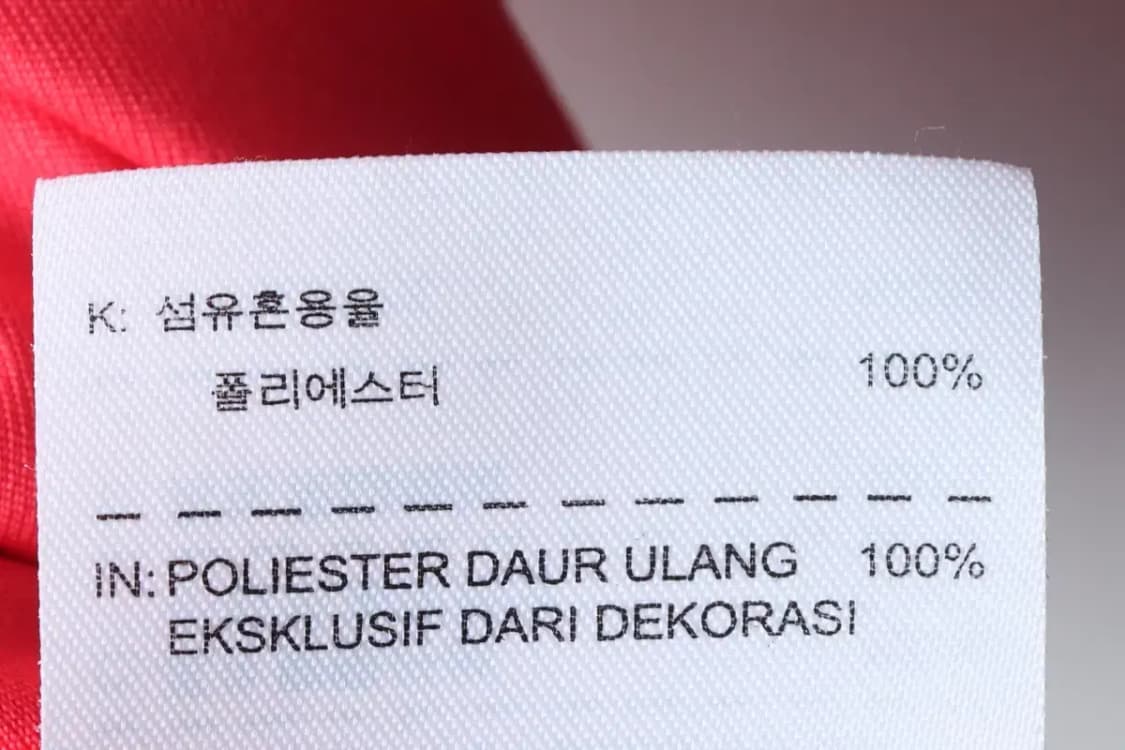 K: 섬유혼용율
폴리에스터 100%
IN: POLIESTER DAUR ULANG 100%
EKSKLUSIF DARI DEKORASI